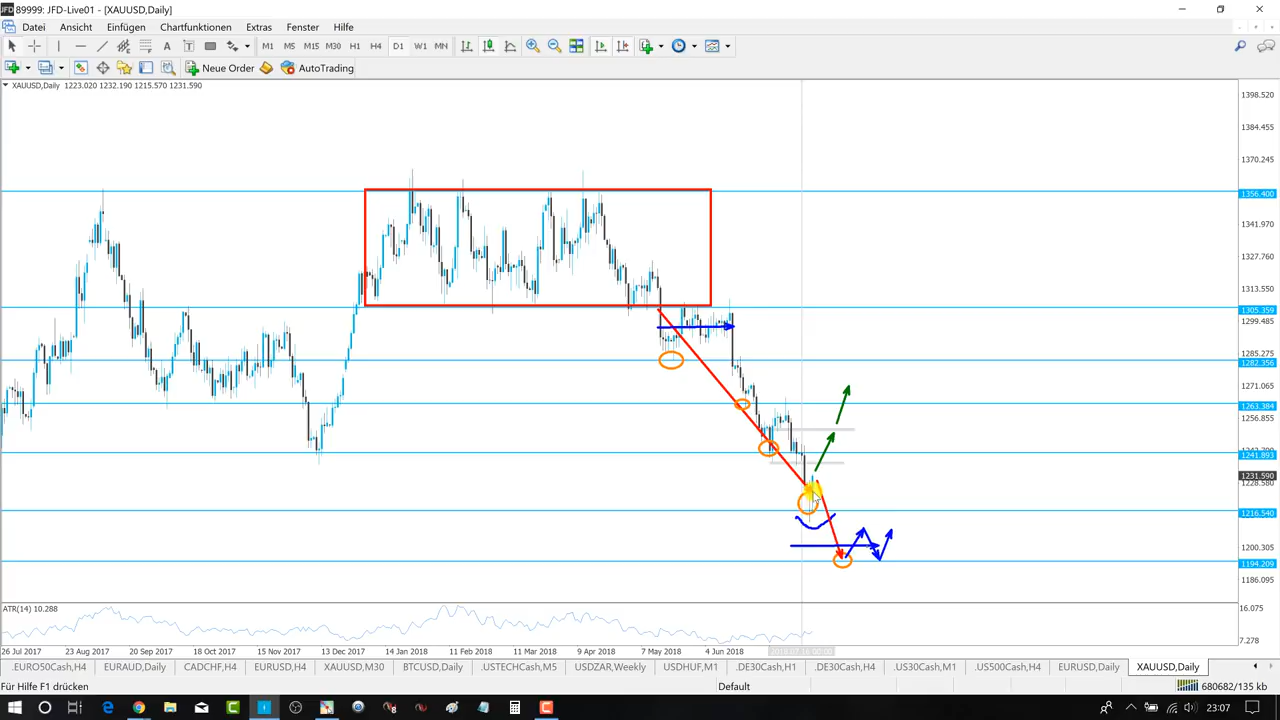 89999: JFD-Live01 - [XAUUSD,Daily]
Datei Ansicht Einfügen Chartfunktionen Extras Fenster Hilfe
A T M1 M5 M15 M30 H1 H4 D1 W1 MN
Neue Order AutoTrading
XAUUSD,Daily 1223.020 1232.190 1215.570 1231.590
1398.520
1384.455
1370.245
1356.400
1341.970
1327.760
1313.550
1305.359
1299.485
1285.275
1282.356
1271.065
1263.384
1256.855
1241.893
1231.590
1228.580
1216.540
1200.305
1194.209
1186.095
ATR(14) 10.288
16.075
7.278
26 Jul 2017 23 Aug 2017 20 Sep 2017 18 Oct 2017 15 Nov 2017 13 Dec 2017 14 Jan 2018 11 Feb 2018 11 Mar 2018 9 Apr 2018 7 May 2018 4 Jun 2018 2018.07.16 00:00
.EURO50Cash,H4 XAUAUD,Daily CADCHF,H4 EURUSD,H4 XAUUSD,M30 BTCUSD,Daily .USTECHCash,M5 USDZAR,Weekly USDHUF,M1 .DE30Cash,H1 .DE30Cash,H4 .US30Cash,M1 .US500Cash,H4 EURUSD,Daily XAUUSD,Daily
Für Hilfe F1 drücken Default 680682/135 kb
23:07